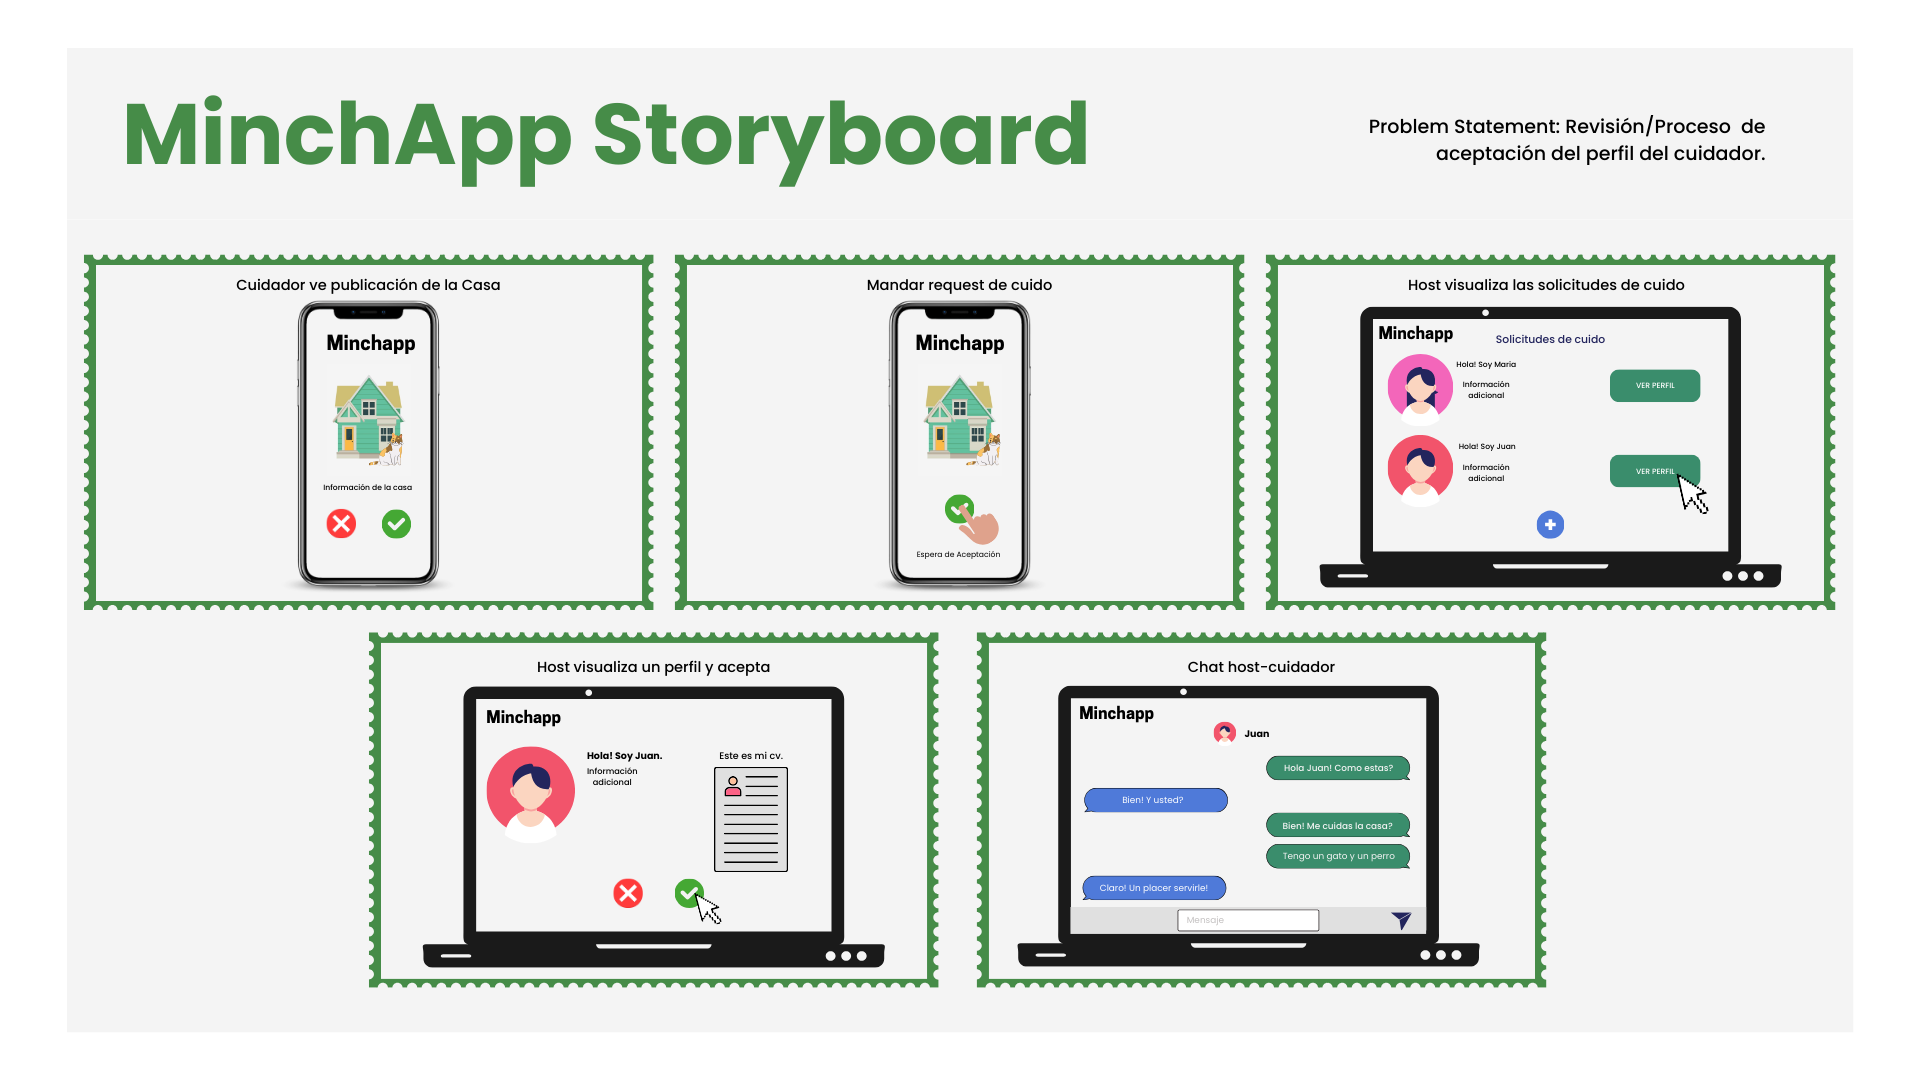 MinchApp Storyboard
Problem Statement: Revisión/Proceso de
aceptación del perfil del cuidador.
Cuidador ve publicación de la Casa
Minchapp
Información de la casa
Mandar request de cuido
Minchapp
Espera de Aceptación
Host visualiza las solicitudes de cuido
Minchapp
Solicitudes de cuido
Hola! Soy Maria
Información
adicional
VER PERFIL
Hola! Soy Juan
Información
adicional
VER PERFIL
Host visualiza un perfil y acepta
Minchapp
Hola! Soy Juan.
Información
adicional
Este es mi cv.
Chat host-cuidador
Minchapp
Juan
Hola Juan! Como estas?
Bien! Y usted?
Bien! Me cuidas la casa?
Tengo un gato y un perro
Claro! Un placer servirle!
Mensaje